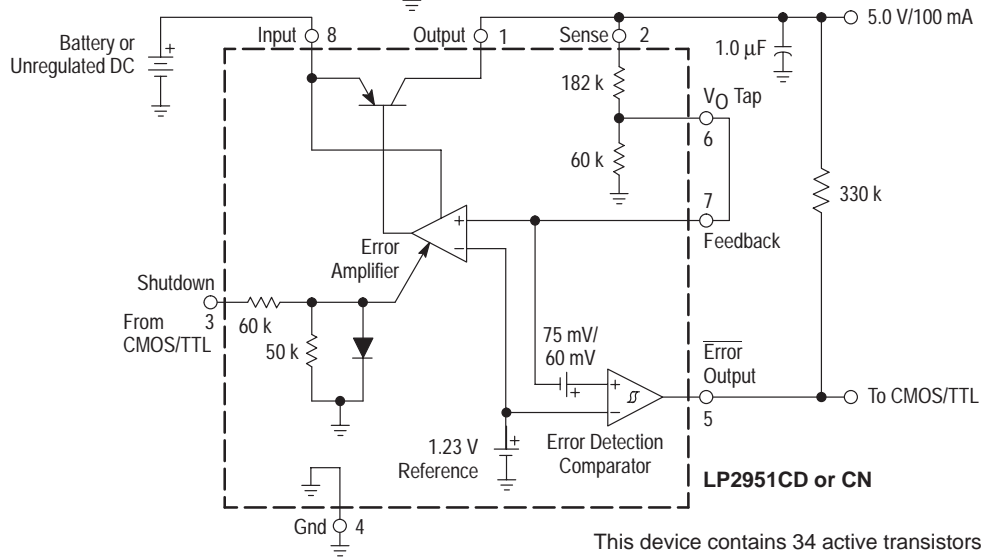 5.0 V/100 mA
Battery or
Unregulated DC
+
Input 8
Output 1
Sense 2
1.0 μF
182 k
VO Tap
6
60 k
330 k
7
Feedback
+
−
Error
Amplifier
Shutdown
3
From
CMOS/TTL
60 k
50 k
75 mV/
60 mV
+
+
−
Error
Output
5
To CMOS/TTL
1.23 V
Reference
+
Error Detection
Comparator
LP2951CD or CN
Gnd 4
This device contains 34 active transistors